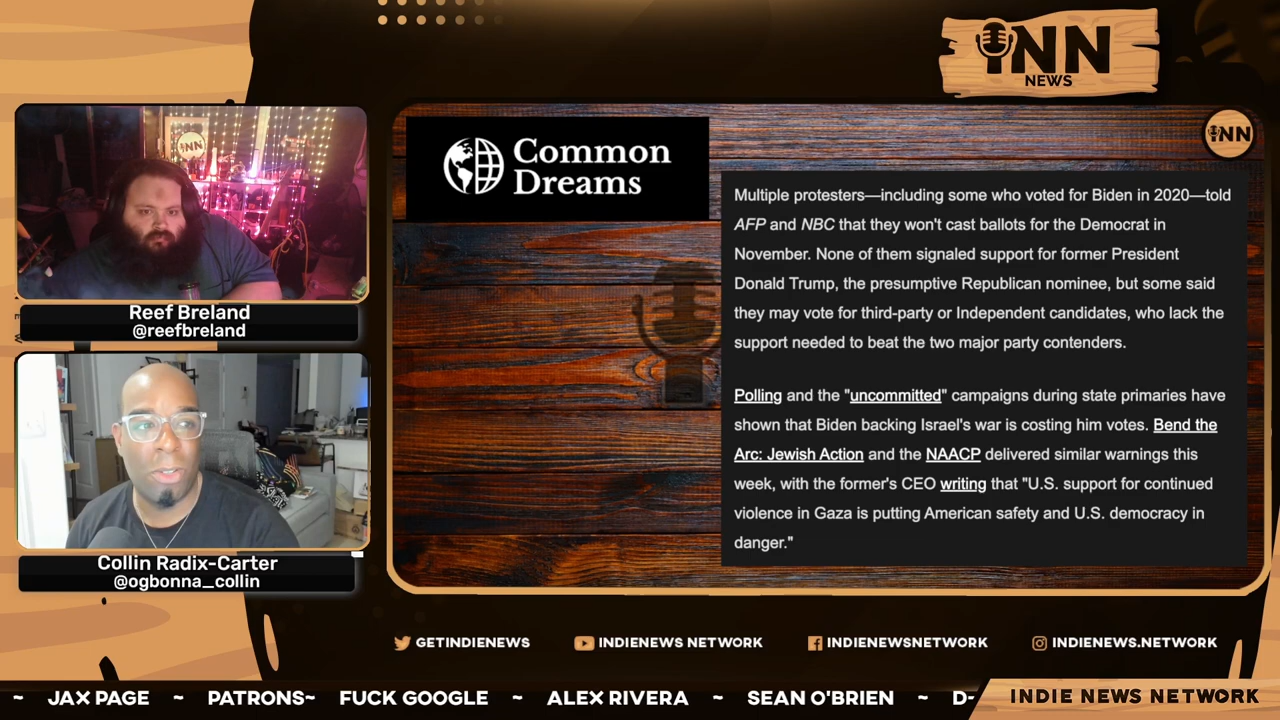 iNN
NEWS
iNN
iNN
Common
Dreams
Multiple protesters—including some who voted for Biden in 2020—told
AFP and NBC that they won't cast ballots for the Democrat in
November. None of them signaled support for former President
Donald Trump, the presumptive Republican nominee, but some said
they may vote for third-party or Independent candidates, who lack the
support needed to beat the two major party contenders.
Polling and the "uncommitted" campaigns during state primaries have
shown that Biden backing Israel's war is costing him votes. Bend the
Arc: Jewish Action and the NAACP delivered similar warnings this
week, with the former's CEO writing that "U.S. support for continued
violence in Gaza is putting American safety and U.S. democracy in
danger."
Reef Breland
@reefbreland
Collin Radix-Carter
@ogbonna_collin
GETINDIENEWS
INDIENEWS NETWORK
INDIENEWSNETWORK
INDIENEWS.NETWORK
~ JAX PAGE ~ PATRONS~ FUCK GOOGLE ~ ALEX RIVERA ~ SEAN O'BRIEN ~ D-
INDIE NEWS NETWORK